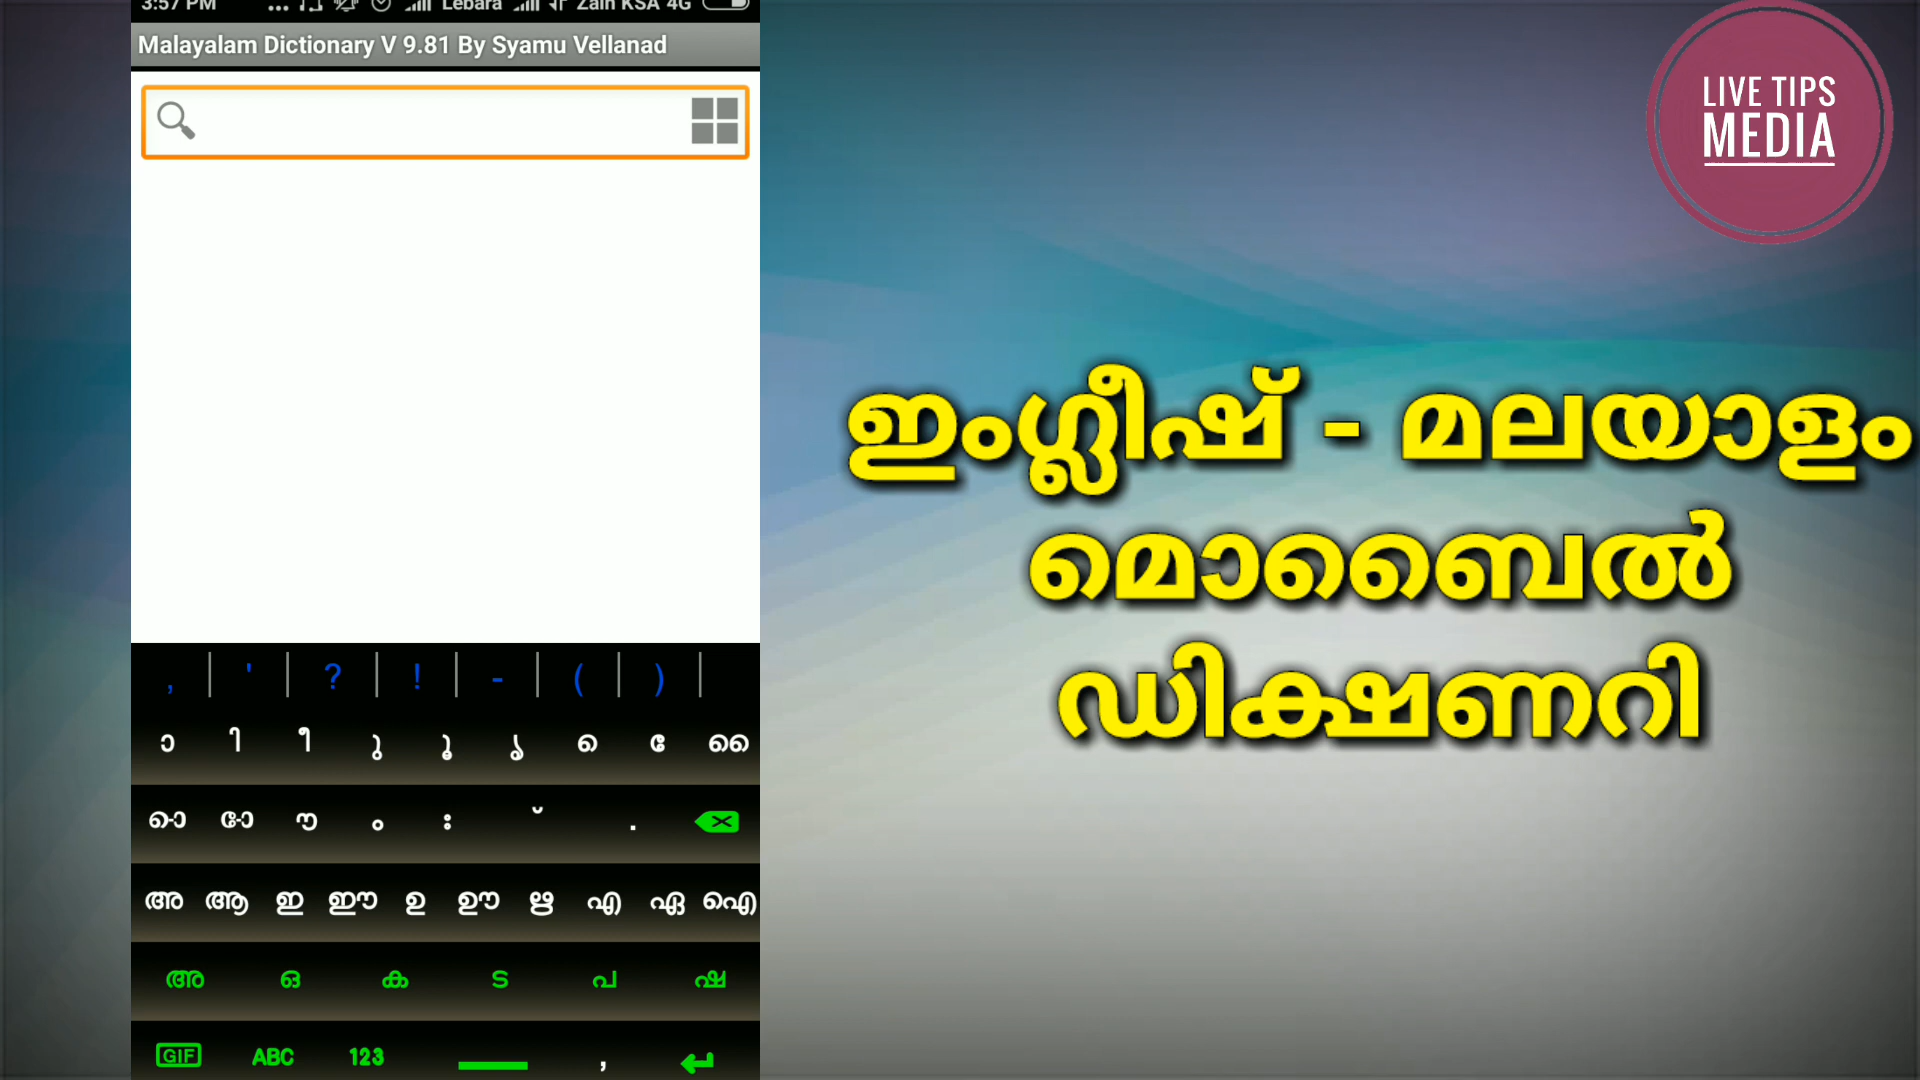 3:57 PM ... Lebara Zain KSA 4G
Malayalam Dictionary V 9.81 By Syamu Vellanad
LIVE TIPS
MEDIA
ഇംഗ്ലീഷ് - മലയാളം
മൊബൈൽ
ഡിക്ഷണറി
, ' ? ! - ( )
ാ ി ീ ു ൂ ൃ െ േ ൈ
ൊ ോ ൗ ം ഃ ് .
അ ആ ഇ ഈ ഉ ഊ ഋ എ ഏ ഐ
അ ഒ ക ട പ ഷ
GIF ABC 123 ,